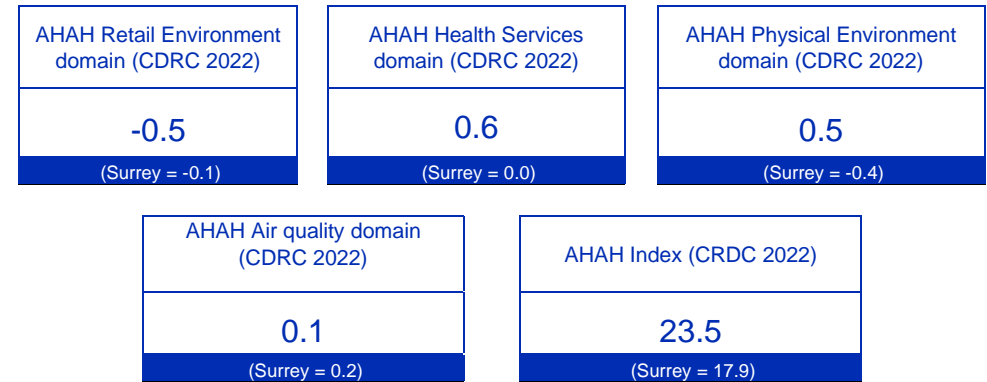 AHAH Retail Environment
domain (CDRC 2022)
-0.5
(Surrey = -0.1)
AHAH Health Services
domain (CDRC 2022)
0.6
(Surrey = 0.0)
AHAH Physical Environment
domain (CDRC 2022)
0.5
(Surrey = -0.4)
AHAH Air quality domain
(CDRC 2022)
0.1
(Surrey = 0.2)
AHAH Index (CRDC 2022)
23.5
(Surrey = 17.9)